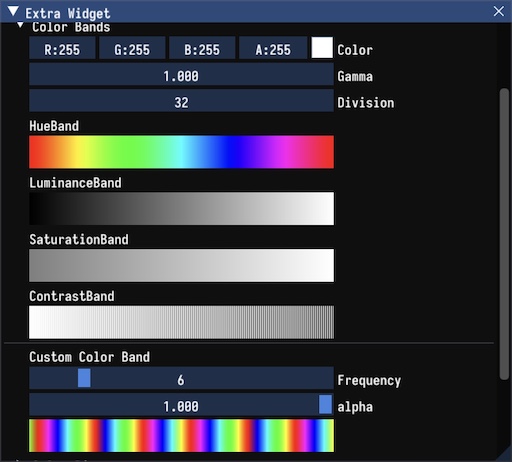 Extra Widget
Color Bands
R:255 G:255 B:255 A:255 Color
1.000 Gamma
32 Division
HueBand
LuminanceBand
SaturationBand
ContrastBand
Custom Color Band
6 Frequency
1.000 alpha